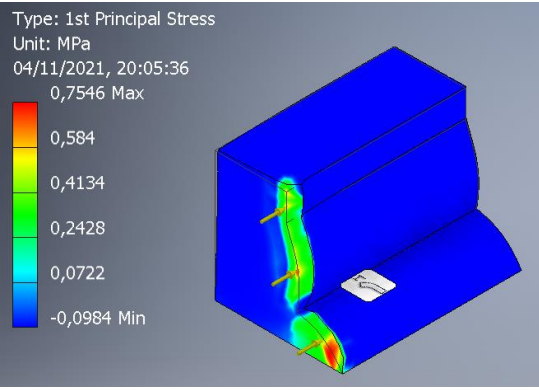 Type: 1st Principal Stress
Unit: MPa
04/11/2021, 20:05:36
0,7546 Max
0,584
0,4134
0,2428
0,0722
-0,0984 Min